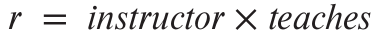 r = instructor × teaches